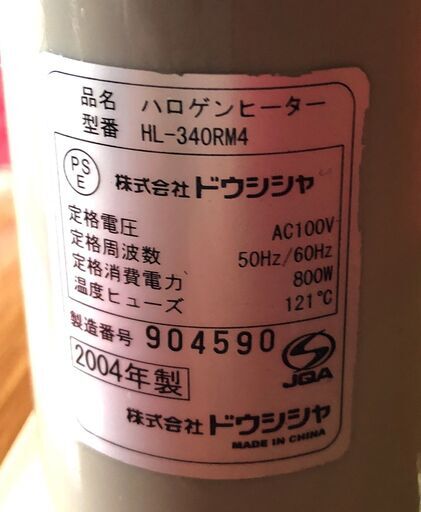 品名 ハロゲンヒーター
型番 HL-340RM4
PS
E
株式会社 ドウシシャ
定格電圧 AC100V
定格周波数 50Hz/60Hz
定格消費電力 800W
温度ヒューズ 121℃
製造番号 904590
2004年製
JQA
株式会社 ドウシシャ
MADE IN CHINA